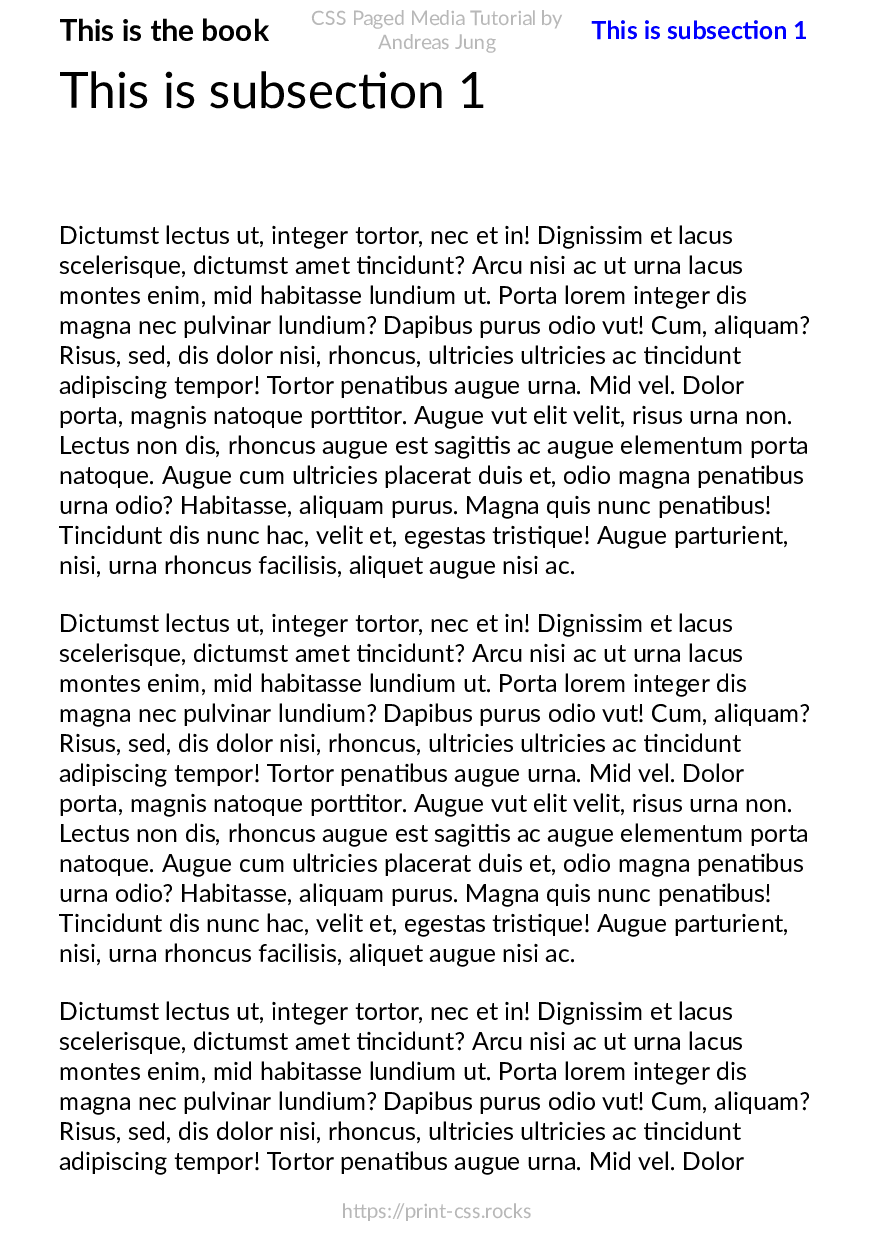 This is the book
CSS Paged Media Tutorial by
Andreas Jung
This is subsection 1
This is subsection 1
Dictumst lectus ut, integer tortor, nec et in! Dignissim et lacus
scelerisque, dictumst amet tincidunt? Arcu nisi ac ut urna lacus
montes enim, mid habitasse lundium ut. Porta lorem integer dis
magna nec pulvinar lundium? Dapibus purus odio vut! Cum, aliquam?
Risus, sed, dis dolor nisi, rhoncus, ultricies ultricies ac tincidunt
adipiscing tempor! Tortor penatibus augue urna. Mid vel. Dolor
porta, magnis natoque porttitor. Augue vut elit velit, risus urna non.
Lectus non dis, rhoncus augue est sagittis ac augue elementum porta
natoque. Augue cum ultricies placerat duis et, odio magna penatibus
urna odio? Habitasse, aliquam purus. Magna quis nunc penatibus!
Tincidunt dis nunc hac, velit et, egestas tristique! Augue parturient,
nisi, urna rhoncus facilisis, aliquet augue nisi ac.
Dictumst lectus ut, integer tortor, nec et in! Dignissim et lacus
scelerisque, dictumst amet tincidunt? Arcu nisi ac ut urna lacus
montes enim, mid habitasse lundium ut. Porta lorem integer dis
magna nec pulvinar lundium? Dapibus purus odio vut! Cum, aliquam?
Risus, sed, dis dolor nisi, rhoncus, ultricies ultricies ac tincidunt
adipiscing tempor! Tortor penatibus augue urna. Mid vel. Dolor
porta, magnis natoque porttitor. Augue vut elit velit, risus urna non.
Lectus non dis, rhoncus augue est sagittis ac augue elementum porta
natoque. Augue cum ultricies placerat duis et, odio magna penatibus
urna odio? Habitasse, aliquam purus. Magna quis nunc penatibus!
Tincidunt dis nunc hac, velit et, egestas tristique! Augue parturient,
nisi, urna rhoncus facilisis, aliquet augue nisi ac.
Dictumst lectus ut, integer tortor, nec et in! Dignissim et lacus
scelerisque, dictumst amet tincidunt? Arcu nisi ac ut urna lacus
montes enim, mid habitasse lundium ut. Porta lorem integer dis
magna nec pulvinar lundium? Dapibus purus odio vut! Cum, aliquam?
Risus, sed, dis dolor nisi, rhoncus, ultricies ultricies ac tincidunt
adipiscing tempor! Tortor penatibus augue urna. Mid vel. Dolor
https://print-css.rocks